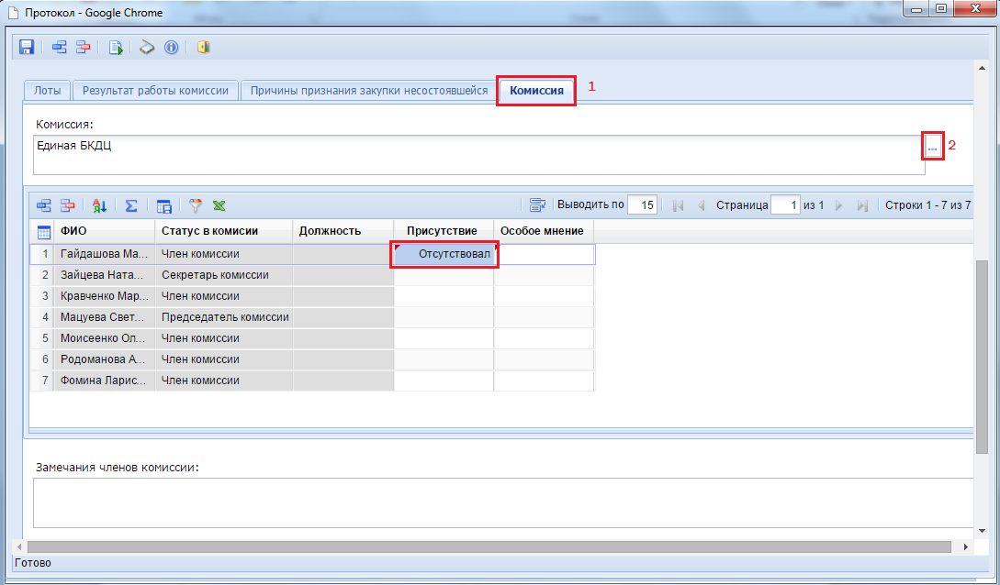 Протокол - Google Chrome
Лоты Результат работы комиссии Причины признания закупки несостоявшейся Комиссия 1
Комиссия:
Единая БКДЦ
... 2
Выводить по 15 Страница 1 из 1 Строки 1 - 7 из 7
ФИО Статус в комисии Должность Присутствие Особое мнение
1 Гайдашова Ма... Член комиссии Отсутствовал
2 Зайцева Ната... Секретарь комиссии
3 Кравченко Мар... Член комиссии
4 Мацуева Свет... Председатель комиссии
5 Моисеенко Ол... Член комиссии
6 Родоманова А... Член комиссии
7 Фомина Ларис... Член комиссии
Замечания членов комиссии:
Готово